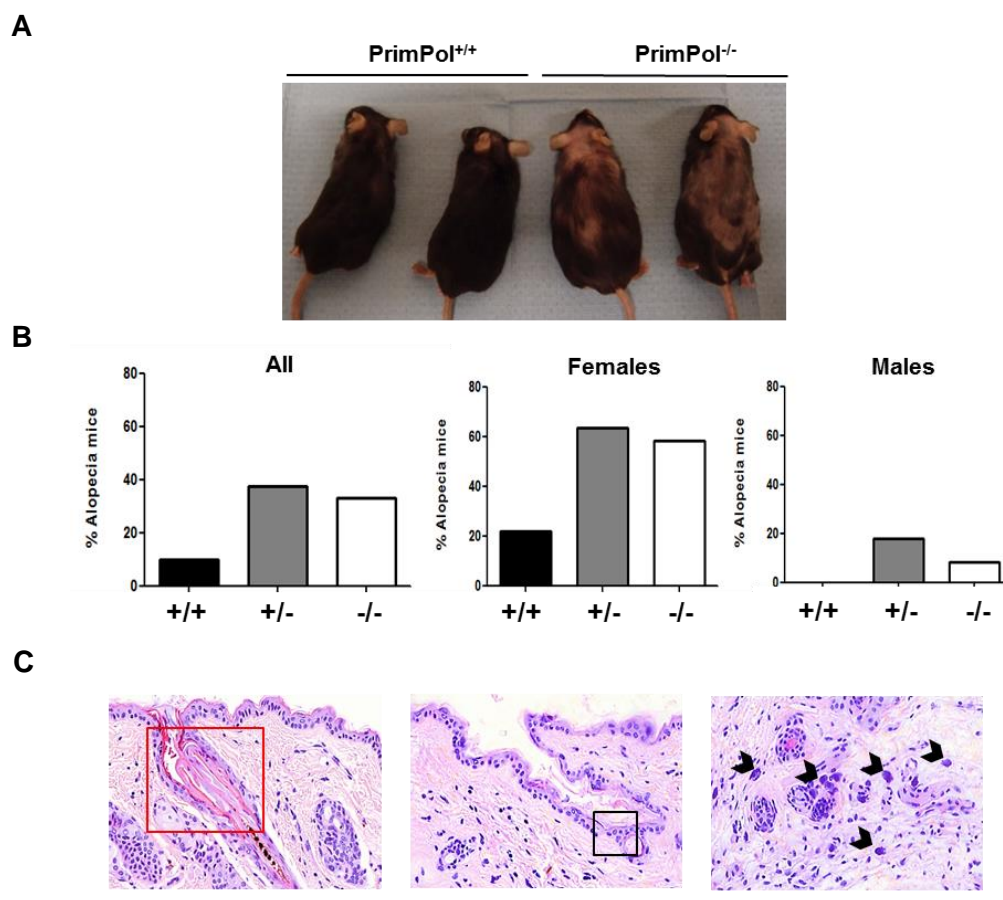 A
PrimPol+/+ PrimPol-/-
B
All
% Alopecia mice
80
60
40
20
0
+/+ +/- -/-
Females
% Alopecia mice
80
60
40
20
0
+/+ +/- -/-
Males
% Alopecia mice
80
60
40
20
0
+/+ +/- -/-
C